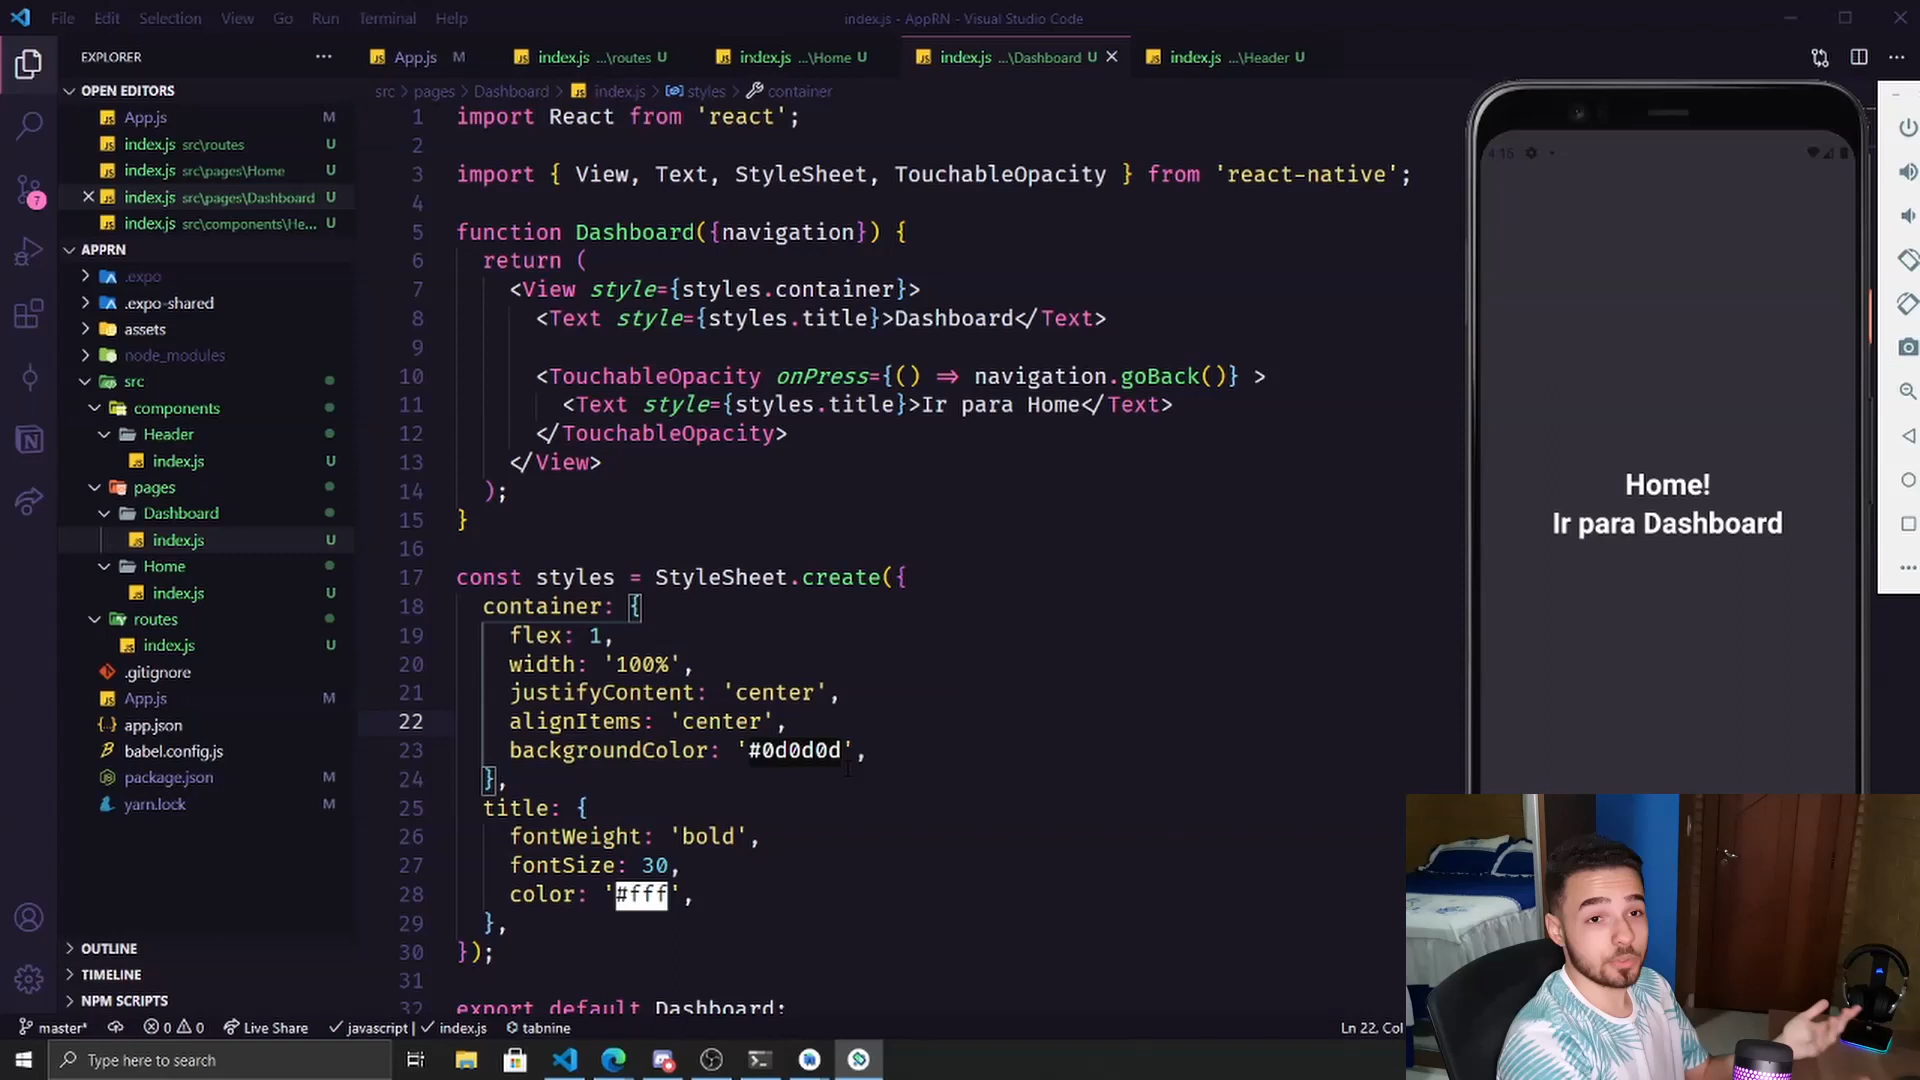 File Edit Selection View Go Run Terminal Help
index.js - AppRN - Visual Studio Code
EXPLORER
App.js M
index.js ...\routes U
index.js ...\Home U
index.js ...\Dashboard U
index.js ...\Header U
OPEN EDITORS
App.js M
index.js src\routes U
index.js src\pages\Home U
index.js src\pages\Dashboard U
index.js src\components\He... U
APPRN
.expo
.expo-shared
assets
node_modules
src
components
Header
index.js U
pages
Dashboard
index.js U
Home
index.js U
routes
index.js U
.gitignore
App.js M
app.json
babel.config.js
package.json M
yarn.lock M
OUTLINE
TIMELINE
NPM SCRIPTS
7
src > pages > Dashboard > index.js > styles > container
1 import React from 'react';
2
3 import { View, Text, StyleSheet, TouchableOpacity } from 'react-native';
4
5 function Dashboard({navigation}) {
6 return (
7 <View style={styles.container}>
8 <Text style={styles.title}>Dashboard</Text>
9
10 <TouchableOpacity onPress={() => navigation.goBack()} >
11 <Text style={styles.title}>Ir para Home</Text>
12 </TouchableOpacity>
13 </View>
14 );
15 }
16
17 const styles = StyleSheet.create({
18 container: {
19 flex: 1,
20 width: '100%',
21 justifyContent: 'center',
22 alignItems: 'center',
23 backgroundColor: '#0d0d0d',
24 },
25 title: {
26 fontWeight: 'bold',
27 fontSize: 30,
28 color: '#fff',
29 },
30 });
31
32 export default Dashboard;
4:15
Home!
Ir para Dashboard
master* 0 0 Live Share javascript | index.js tabnine
Ln 22, Col
Type here to search